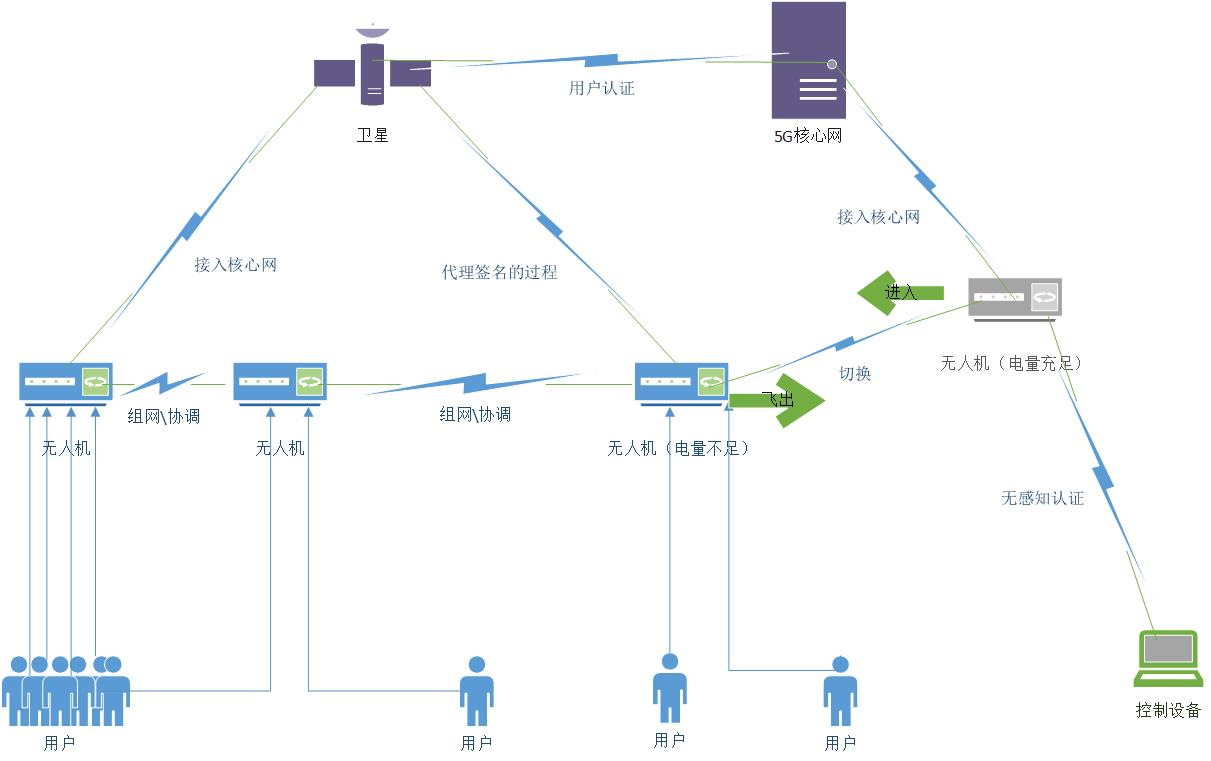 用户认证
卫星
5G核心网
接入核心网
接入核心网
代理签名的过程
进入
无人机（电量充足）
切换
飞出
组网\协调
组网\协调
无人机
无人机
无人机（电量不足）
无感知认证
控制设备
用户
用户
用户
用户